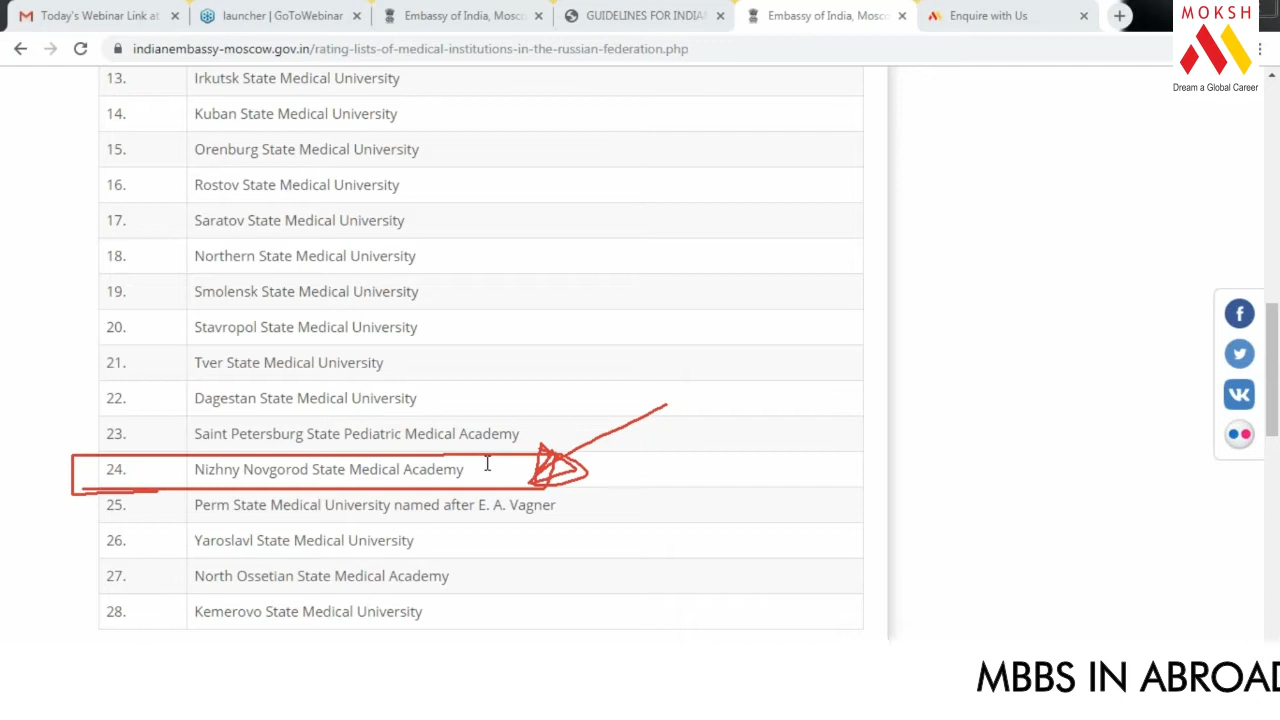 Today's Webinar Link at
launcher | GoToWebinar
Embassy of India, Mosco
GUIDELINES FOR INDIA
Embassy of India, Mosco
Enquire with Us
MOKSH
Dream a Global Career
indianembassy-moscow.gov.in/rating-lists-of-medical-institutions-in-the-russian-federation.php
13. Irkutsk State Medical University
14. Kuban State Medical University
15. Orenburg State Medical University
16. Rostov State Medical University
17. Saratov State Medical University
18. Northern State Medical University
19. Smolensk State Medical University
20. Stavropol State Medical University
21. Tver State Medical University
22. Dagestan State Medical University
23. Saint Petersburg State Pediatric Medical Academy
24. Nizhny Novgorod State Medical Academy
25. Perm State Medical University named after E. A. Vagner
26. Yaroslavl State Medical University
27. North Ossetian State Medical Academy
28. Kemerovo State Medical University
MBBS IN ABROAD